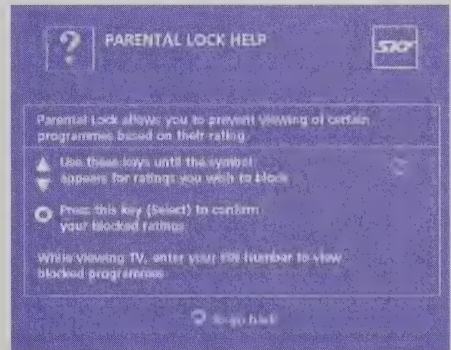 ?
PARENTAL LOCK HELP
SKY
Parental Lock allows you to prevent viewing of certain
programmes based on their rating
Use these keys until the symbol
appears for ratings you wish to block
Press this key (Select) to confirm
your blocked ratings
While viewing TV, enter your PIN Number to view
blocked programmes
To go back